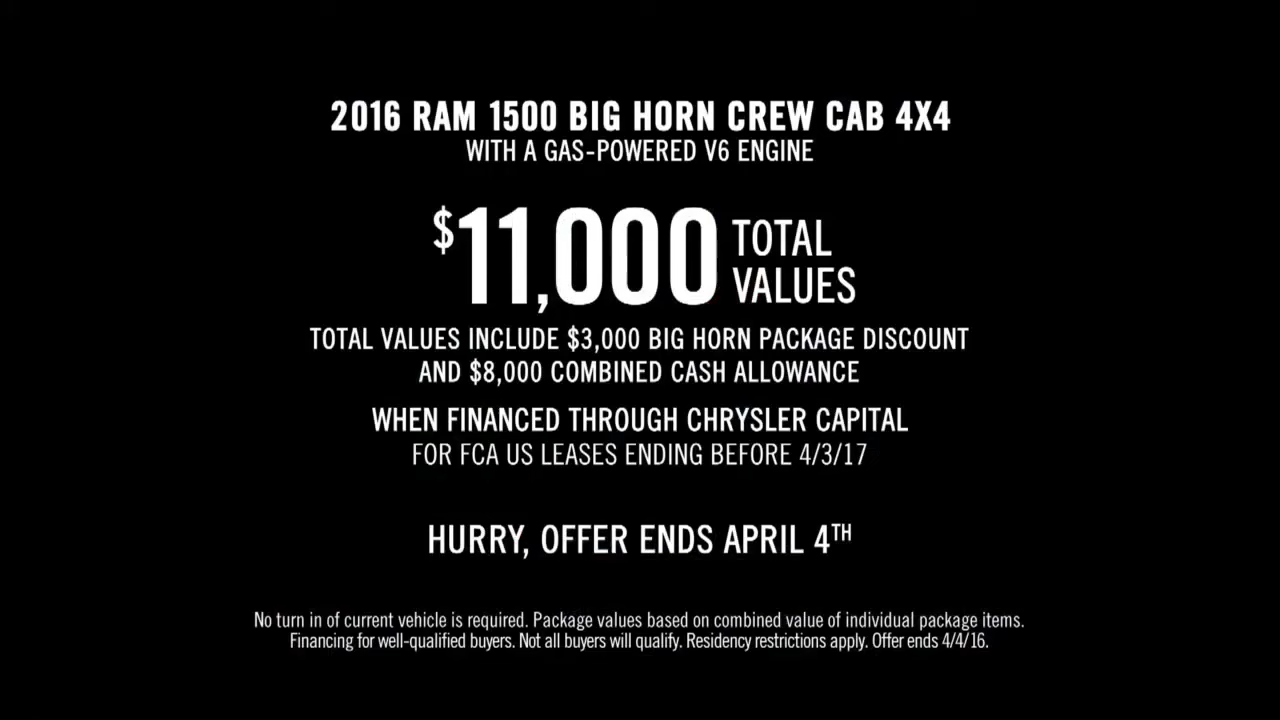 2016 RAM 1500 BIG HORN CREW CAB 4X4
WITH A GAS-POWERED V6 ENGINE
$11,000 TOTAL VALUES
TOTAL VALUES INCLUDE $3,000 BIG HORN PACKAGE DISCOUNT
AND $8,000 COMBINED CASH ALLOWANCE
WHEN FINANCED THROUGH CHRYSLER CAPITAL
FOR FCA US LEASES ENDING BEFORE 4/3/17
HURRY, OFFER ENDS APRIL 4TH
No turn in of current vehicle is required. Package values based on combined value of individual package items.
Financing for well-qualified buyers. Not all buyers will qualify. Residency restrictions apply. Offer ends 4/4/16.